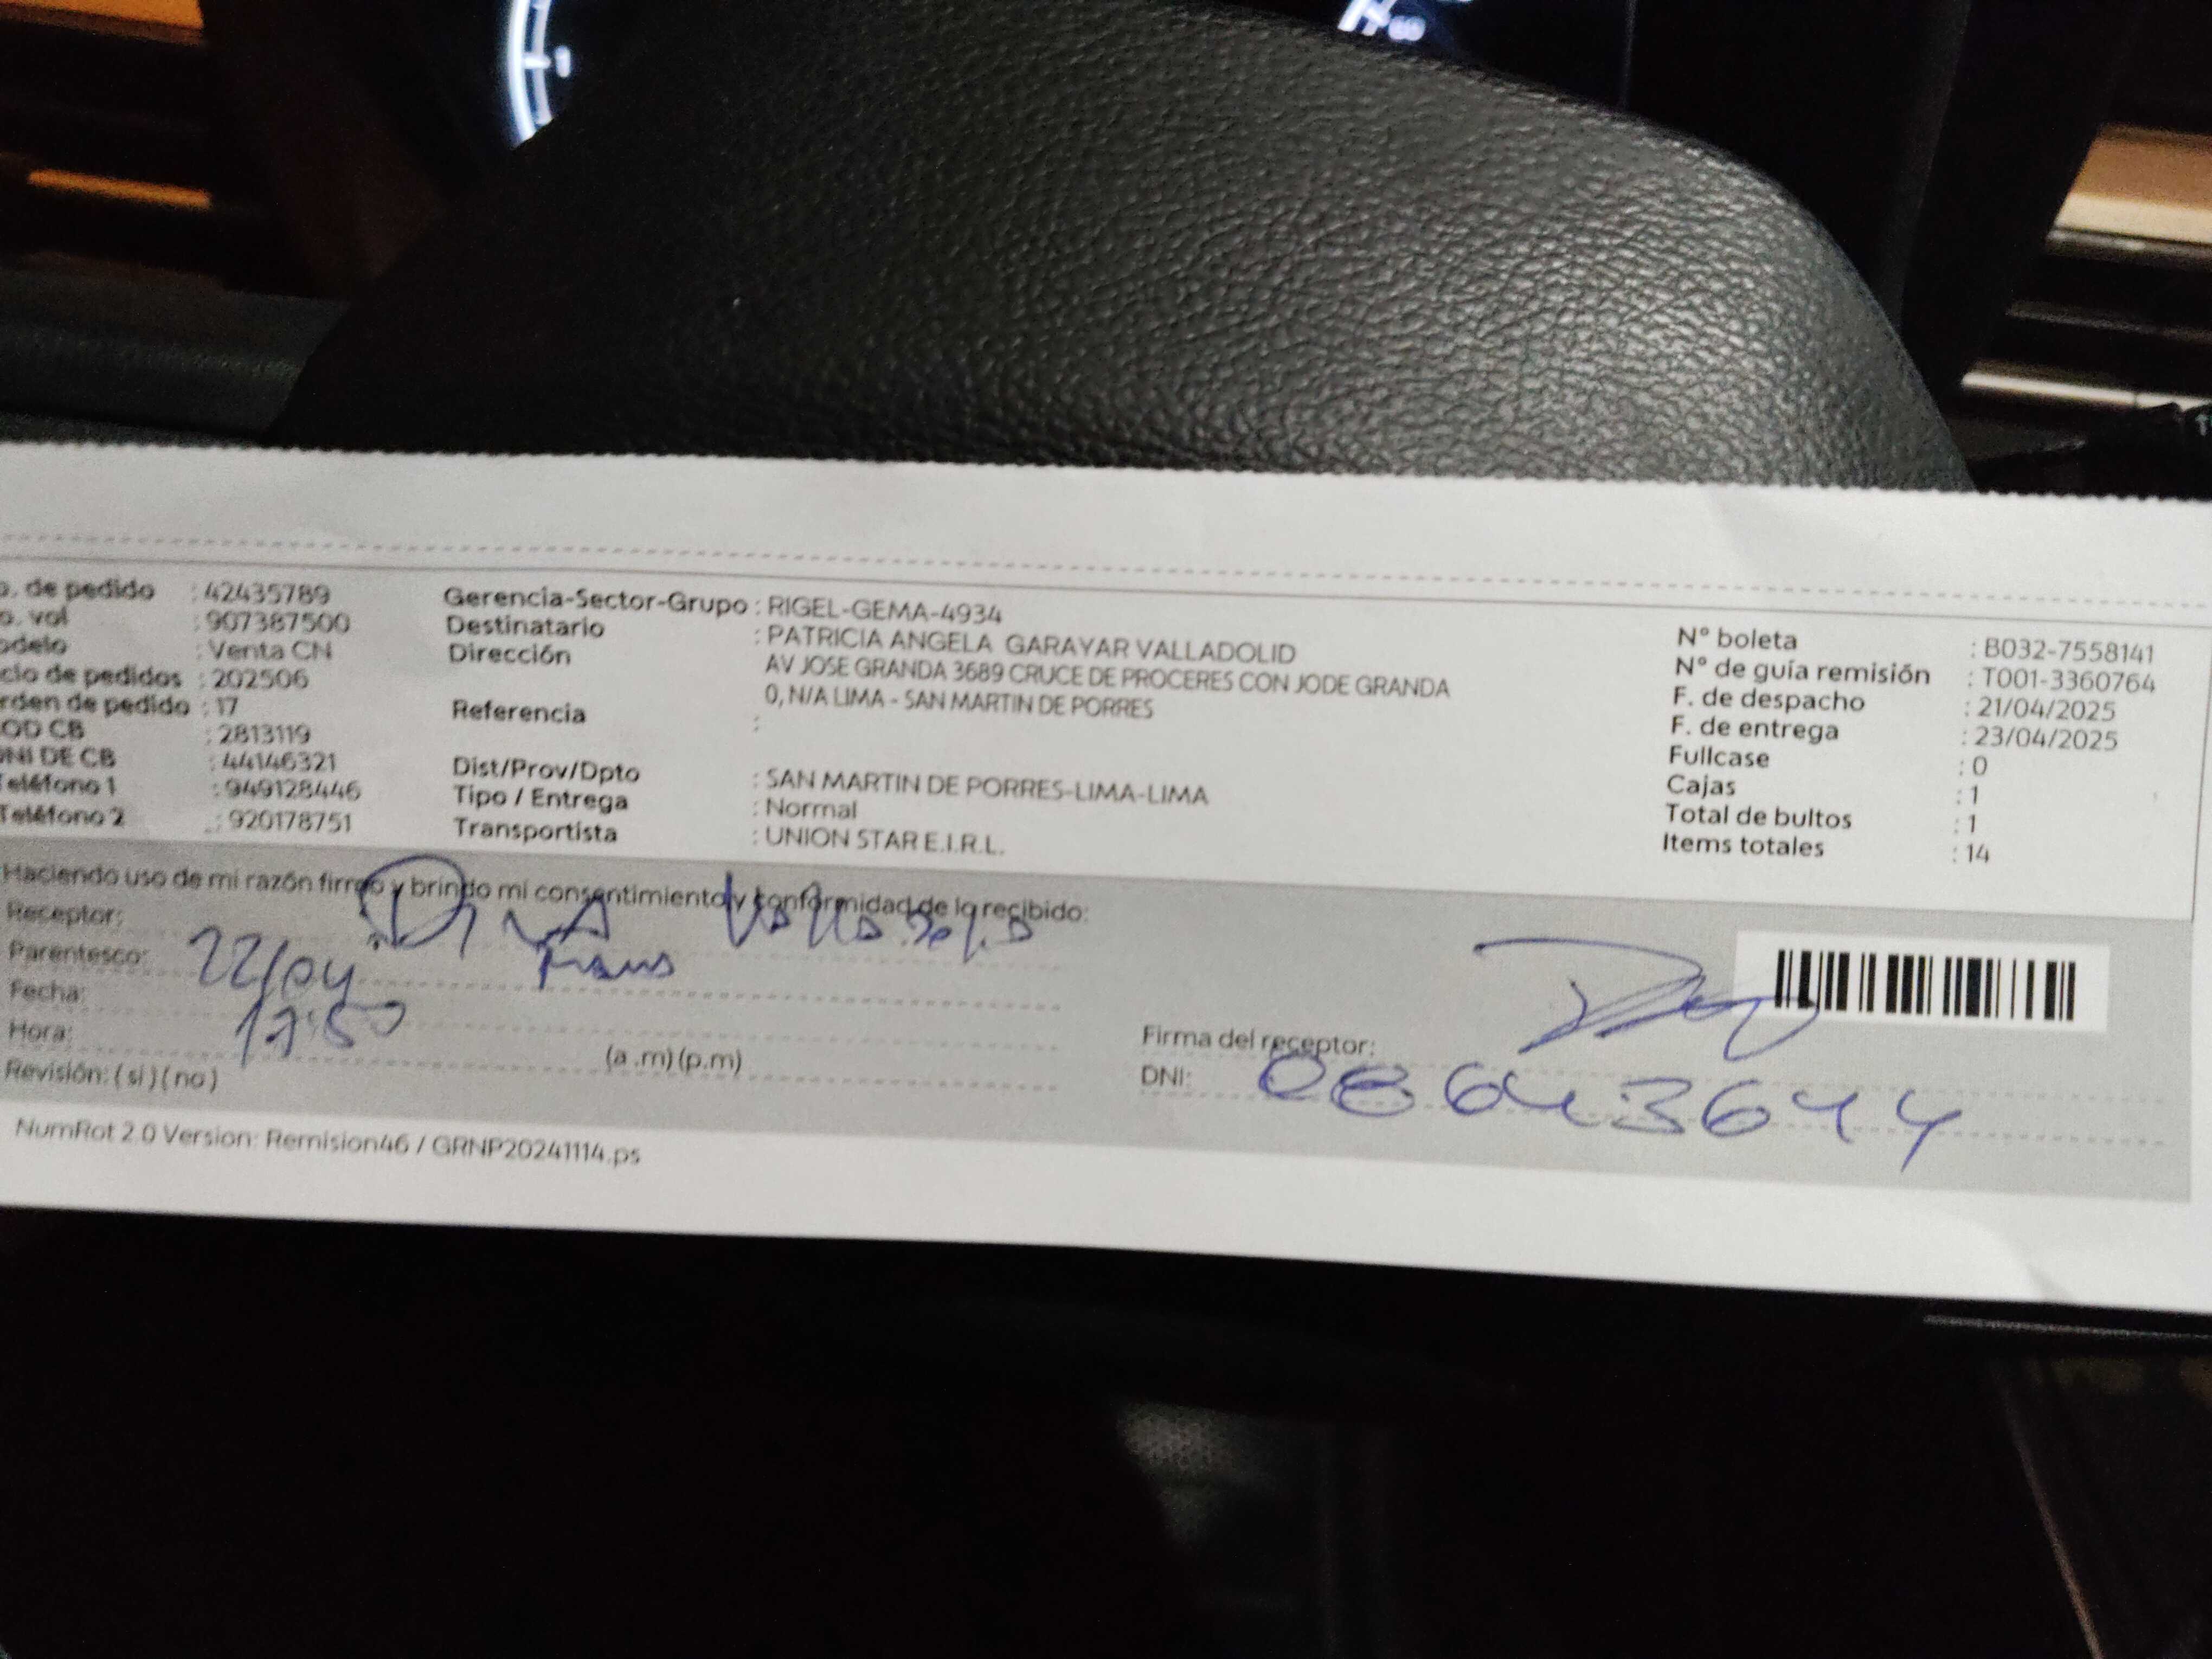 o. de pedido : 42435789
o. vol : 907387500
odelo : Venta CN
cio de pedidos : 202506
rden de pedido : 17
OD CB : 2813119
NI DE CB : 44146321
Teléfono 1 : 949128446
Teléfono 2 : 920178751
Gerencia-Sector-Grupo : RIGEL-GEMA-4934
Destinatario : PATRICIA ANGELA GARAYAR VALLADOLID
Dirección AV JOSE GRANDA 3689 CRUCE DE PROCERES CON JODE GRANDA
0, N/A LIMA - SAN MARTIN DE PORRES
Referencia :
Dist/Prov/Dpto : SAN MARTIN DE PORRES-LIMA-LIMA
Tipo / Entrega : Normal
Transportista : UNION STAR E.I.R.L.
N° boleta : B032-7558141
N° de guía remisión : T001-3360764
F. de despacho : 21/04/2025
F. de entrega : 23/04/2025
Fullcase : 0
Cajas : 1
Total de bultos : 1
Items totales : 14
Haciendo uso de mi razón firmo y brindo mi consentimiento y conformidad de lo recibido:
Receptor:
Parentesco:
Fecha: 22/04
Hora: 17:50 (a .m) (p.m)
Revisión: ( si ) ( no )
Firma del receptor:
DNI: 08643644
NumRot 2.0 Version: Remision46 / GRNP20241114.ps